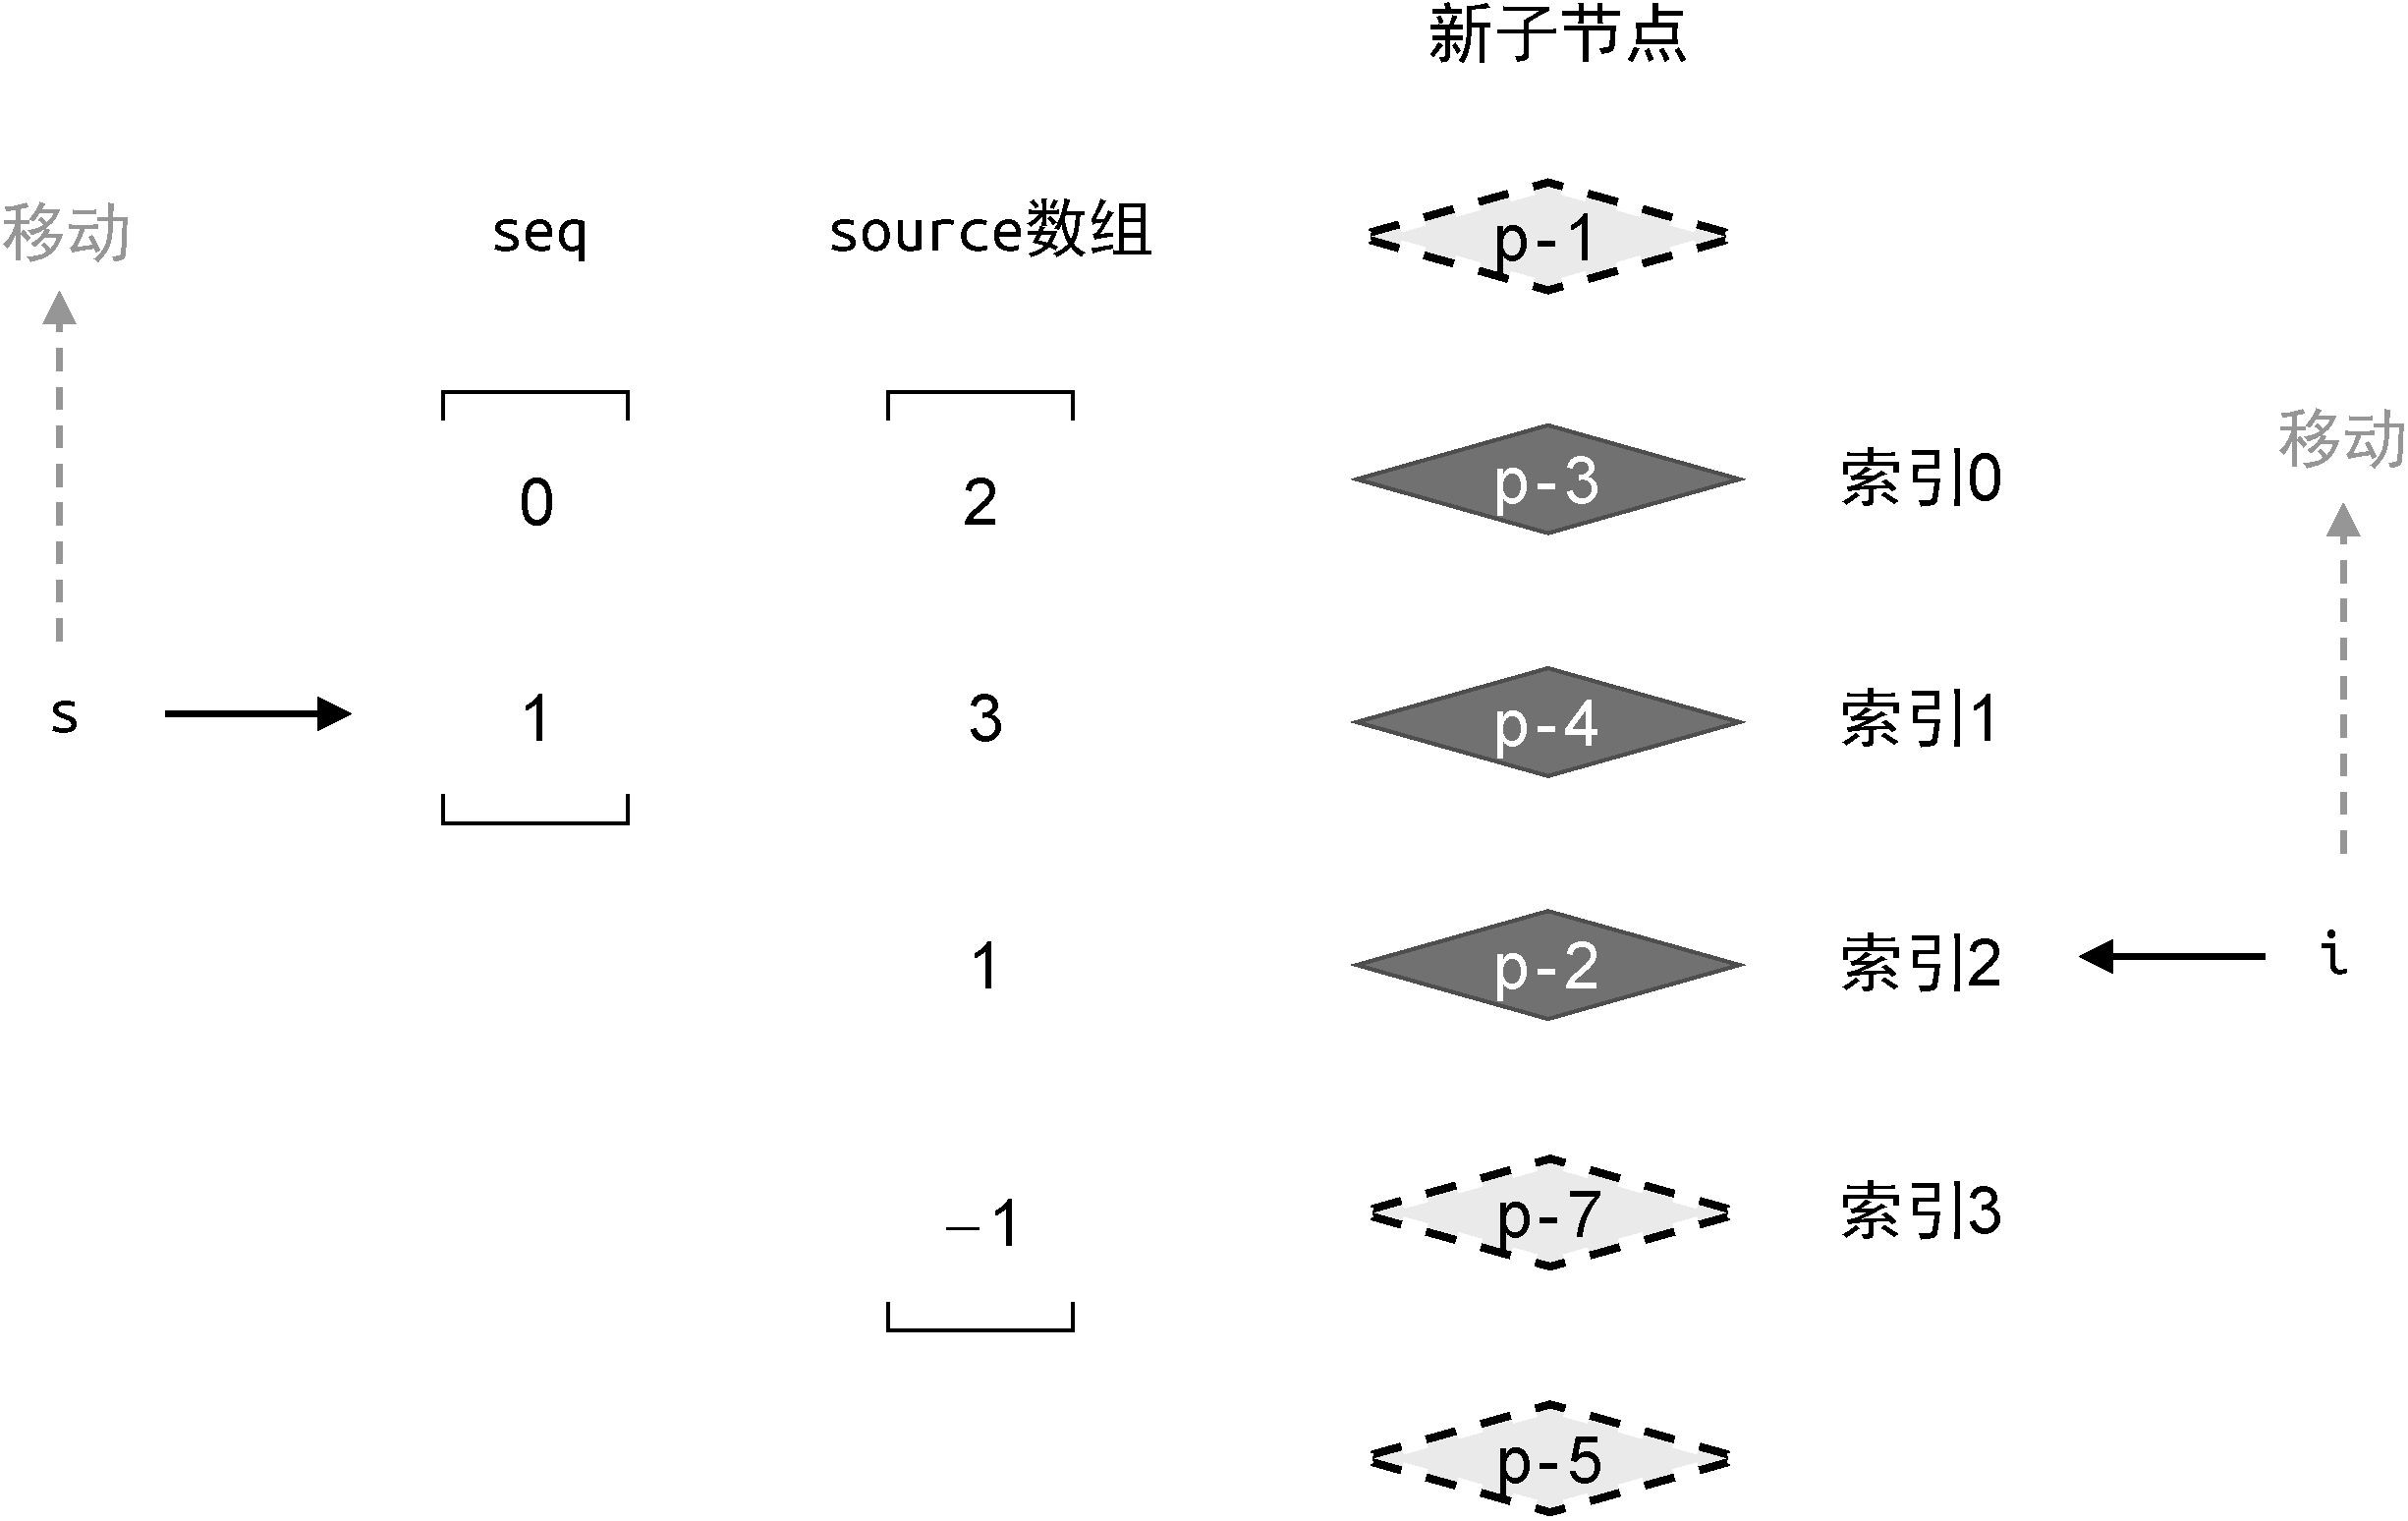 新子节点
移动 seq source数组 p-1
移动
0 2 p-3 索引0
s 1 3 p-4 索引1
1 p-2 索引2 i
−1 p-7 索引3
p-5